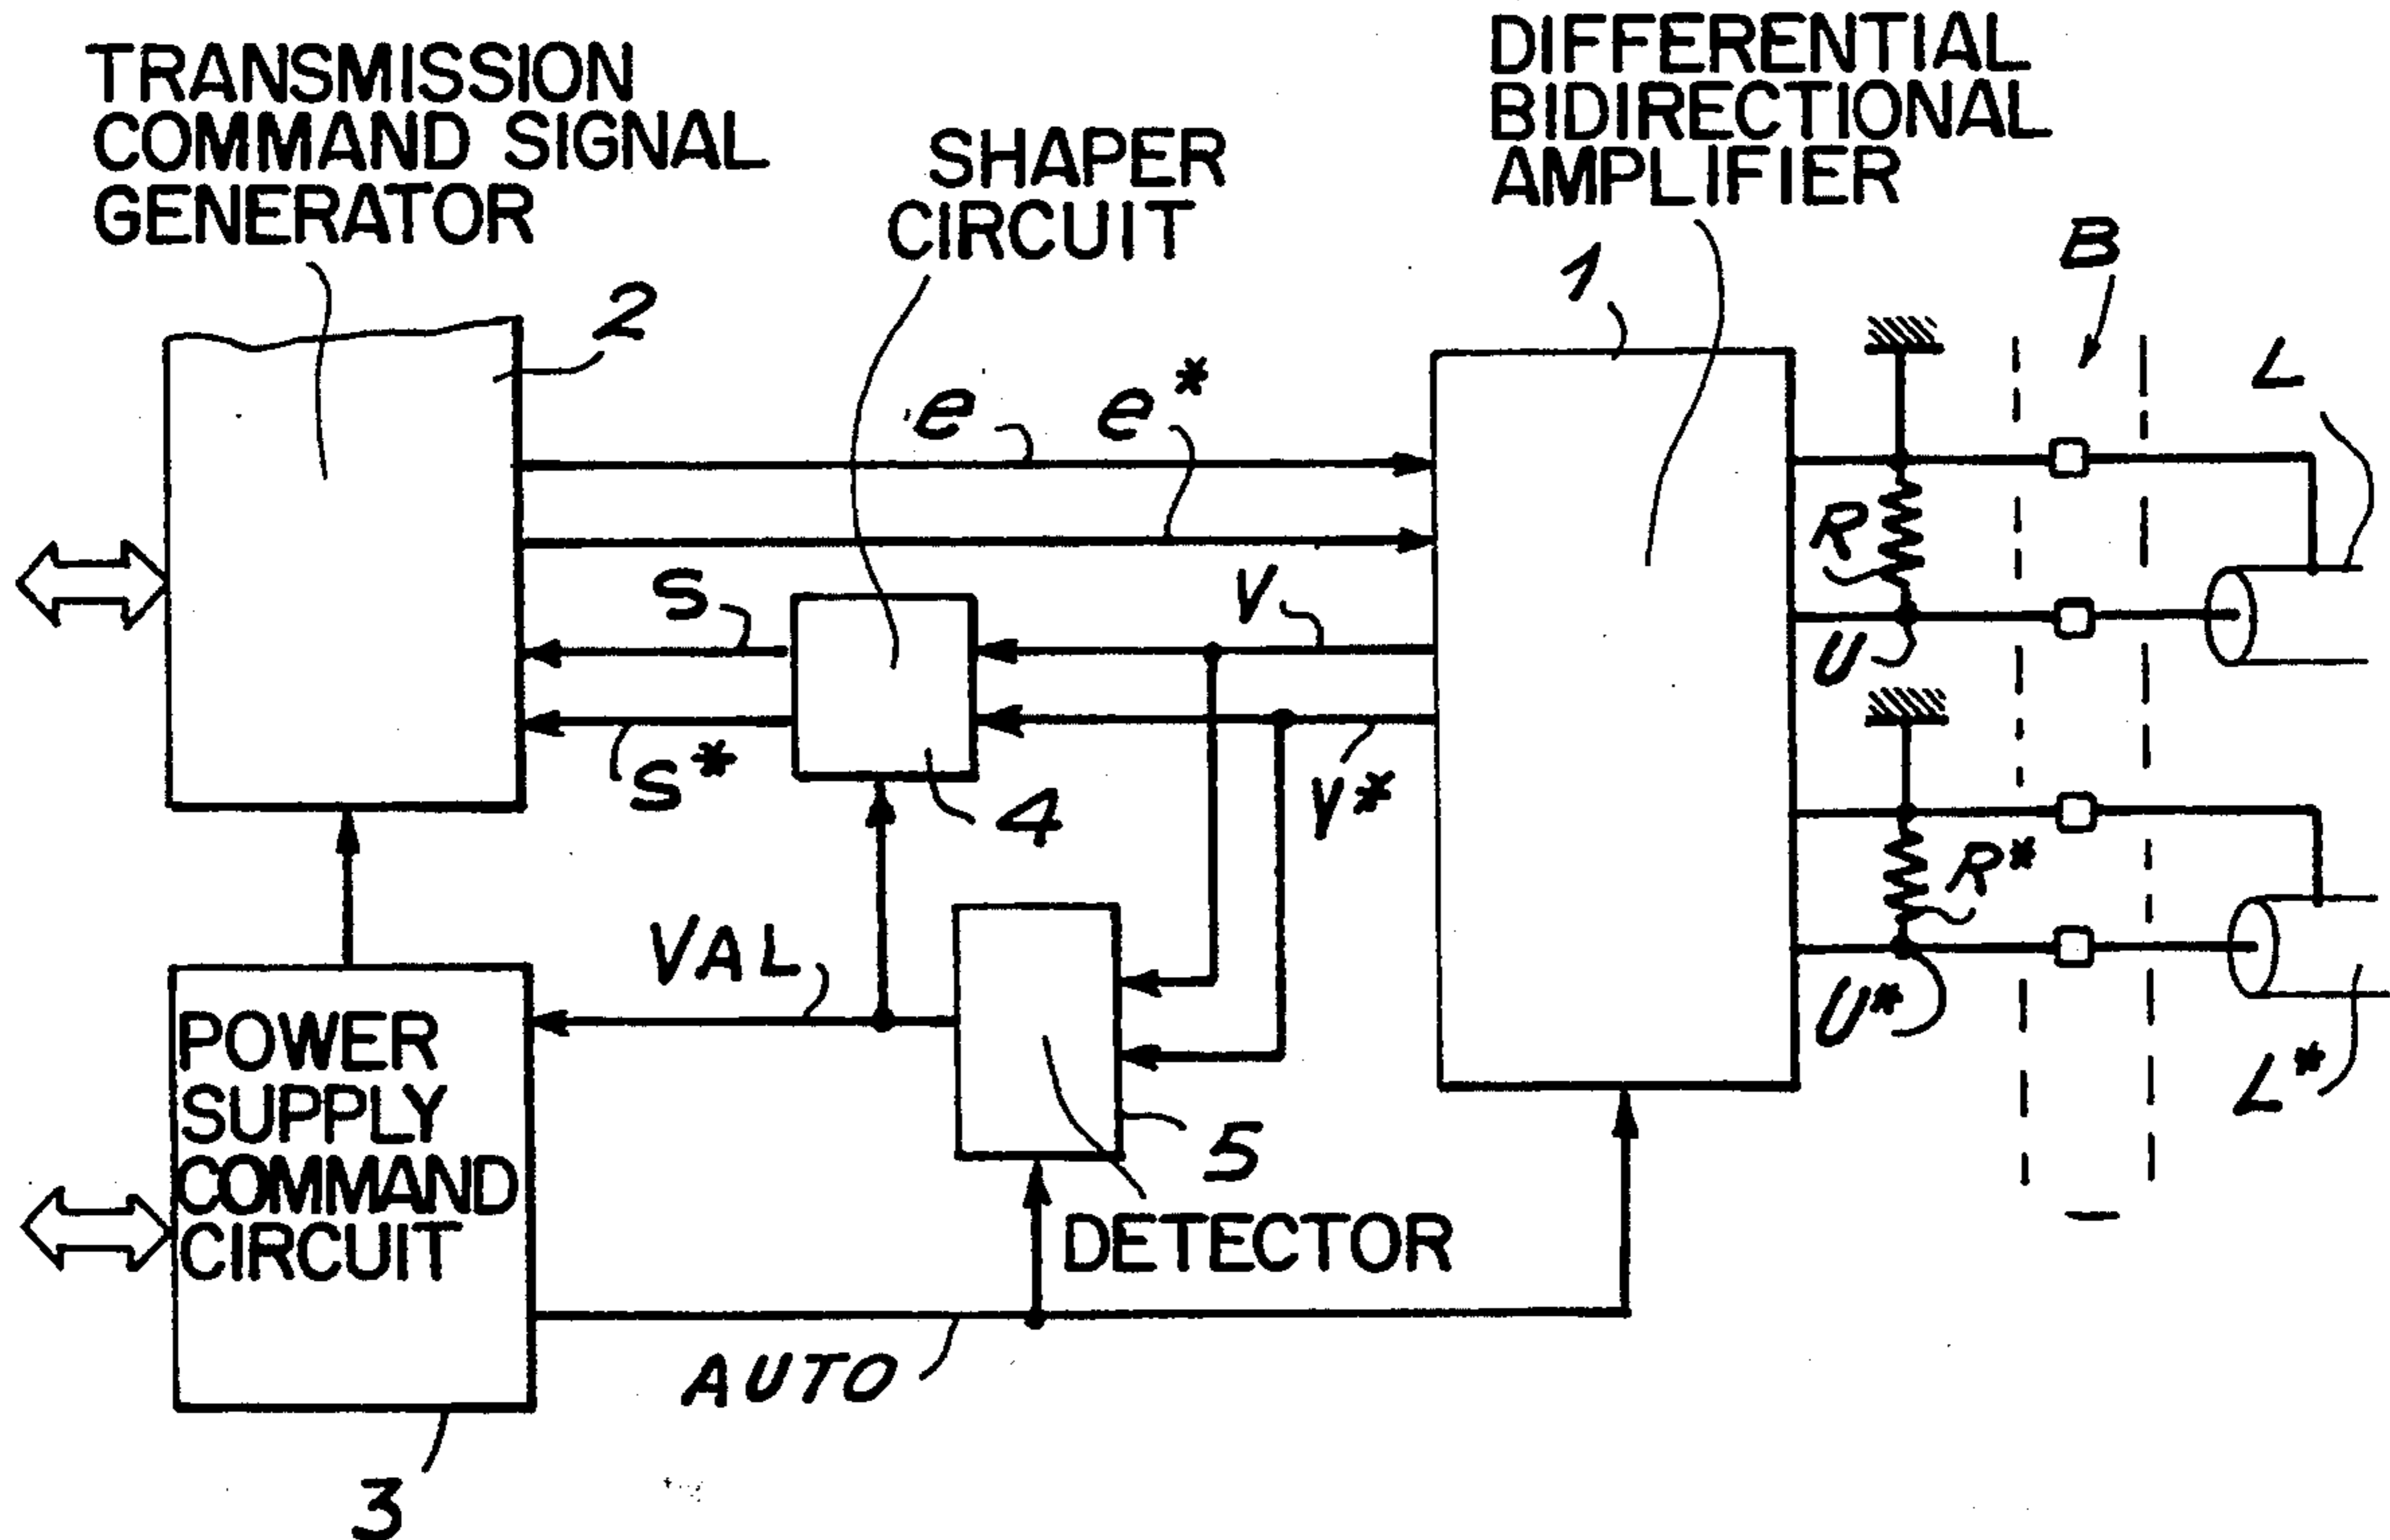 TRANSMISSION
COMMAND SIGNAL
GENERATOR
SHAPER
CIRCUIT
DIFFERENTIAL
BIDIRECTIONAL
AMPLIFIER
2
1
B
L
e
e*
R
S
V
U
S*
4
V*
R*
VAL
U*
L*
POWER
SUPPLY
COMMAND
CIRCUIT
5
DETECTOR
AUTO
3